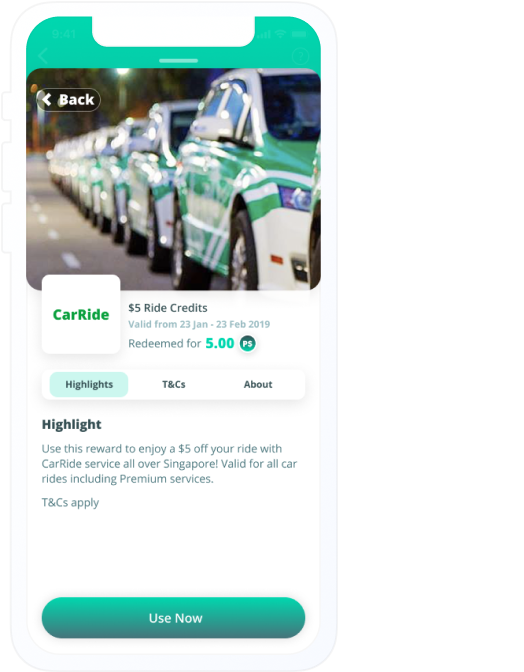 9:41
Back
CarRide
$5 Ride Credits
Valid from 23 Jan - 23 Feb 2019
Redeemed for 5.00 PS
Highlights T&Cs About
Highlight
Use this reward to enjoy a $5 off your ride with
CarRide service all over Singapore! Valid for all car
rides including Premium services.
T&Cs apply
Use Now